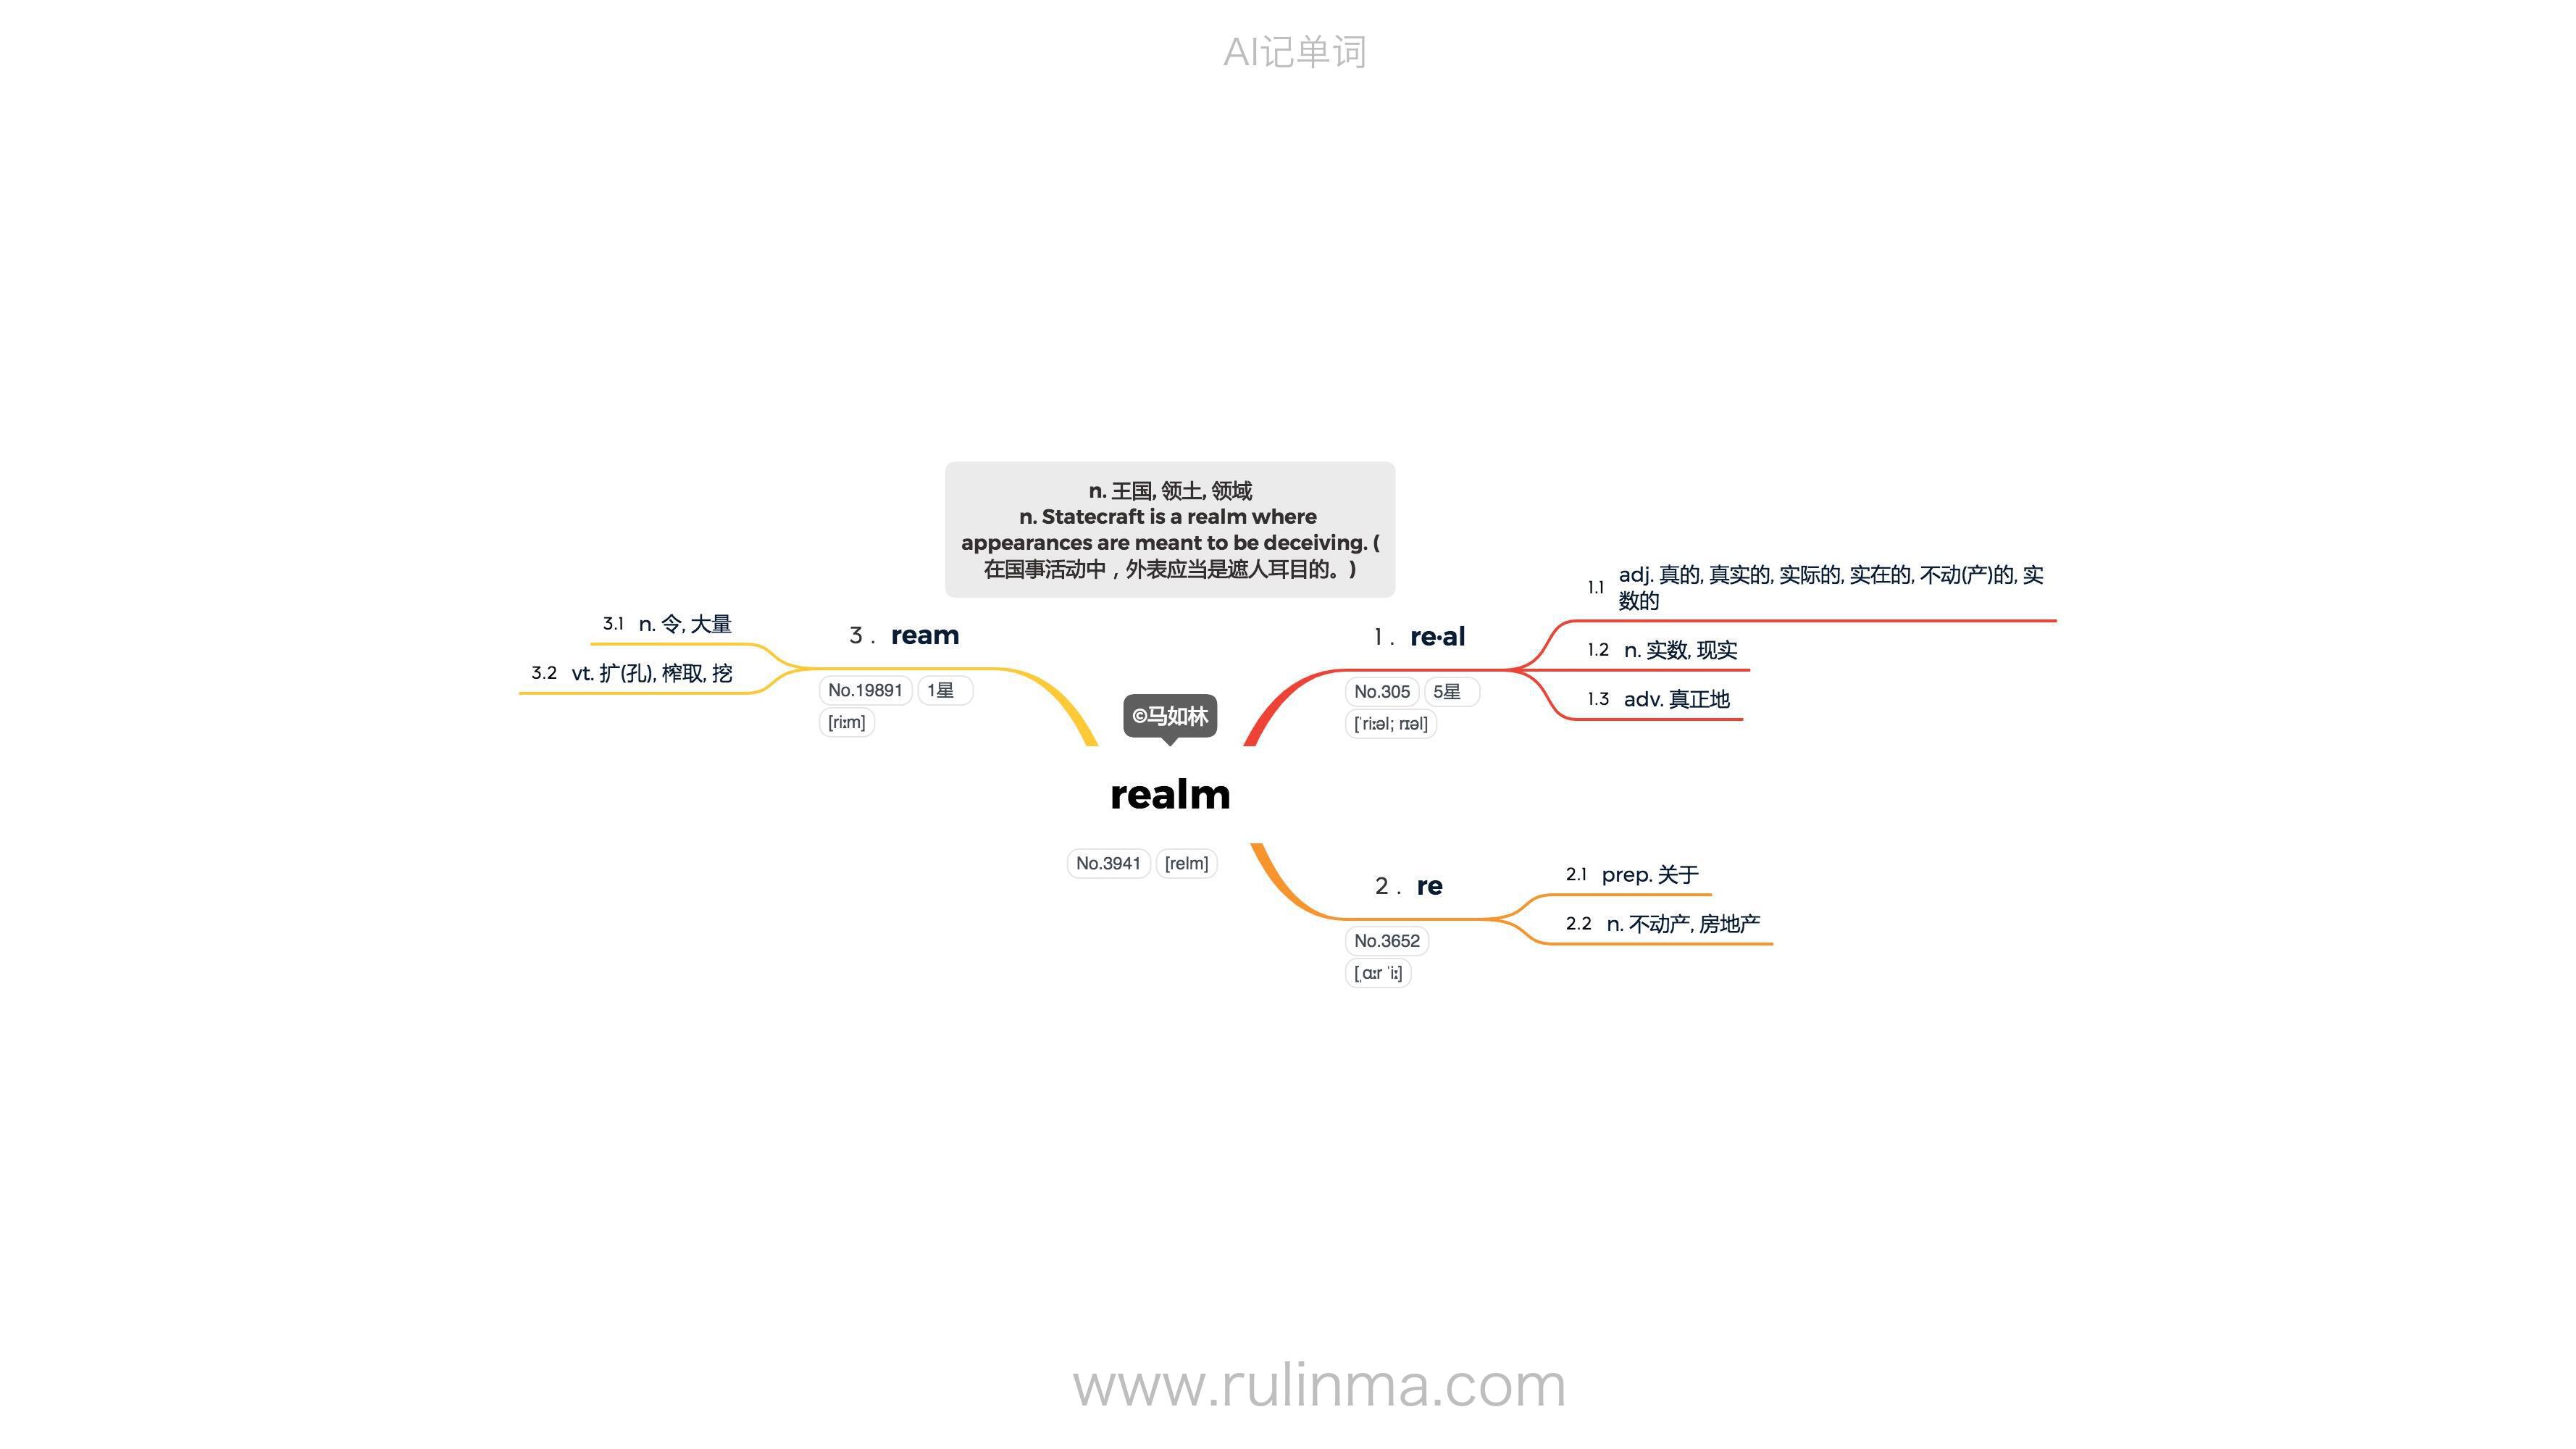 AI记单词
n. 王国, 领土, 领域
n. Statecraft is a realm where
appearances are meant to be deceiving. (
在国事活动中，外表应当是遮人耳目的。)
©马如林
realm
No.3941 [relm]
1. re·al
No.305 5星
[ˈriːəl; rɪəl]
1.1 adj. 真的, 真实的, 实际的, 实在的, 不动(产)的, 实
数的
1.2 n. 实数, 现实
1.3 adv. 真正地
2. re
No.3652
[ˌɑːr ˈiː]
2.1 prep. 关于
2.2 n. 不动产, 房地产
3. ream
No.19891 1星
[riːm]
3.1 n. 令, 大量
3.2 vt. 扩(孔), 榨取, 挖
www.rulinma.com